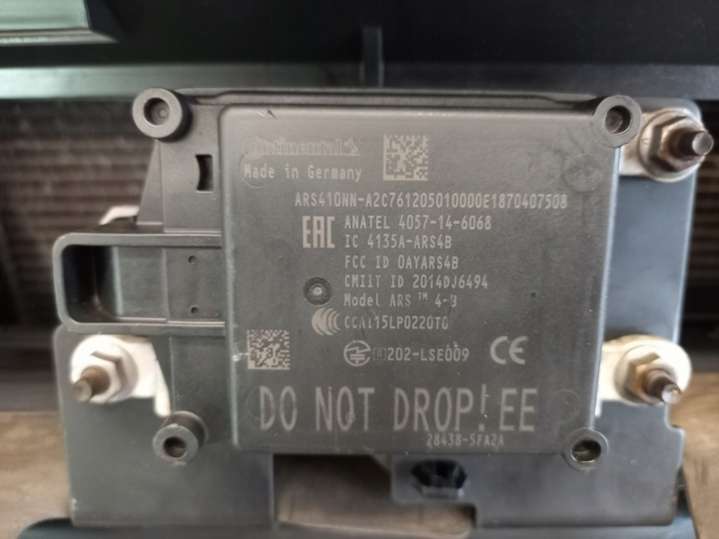 Continental
Made in Germany
ARS410NN-A2C761205010000E1870407508
ANATEL 4057-14-6068
EAC
IC 4135A-ARS4B
FCC ID OAYARS4B
CMIIT ID 2014DJ6494
Model ARS ™ 4-B
CCAI15LP0220T0
R 202-LSE009
CE
DO NOT DROP!EE
28438-5FA2A